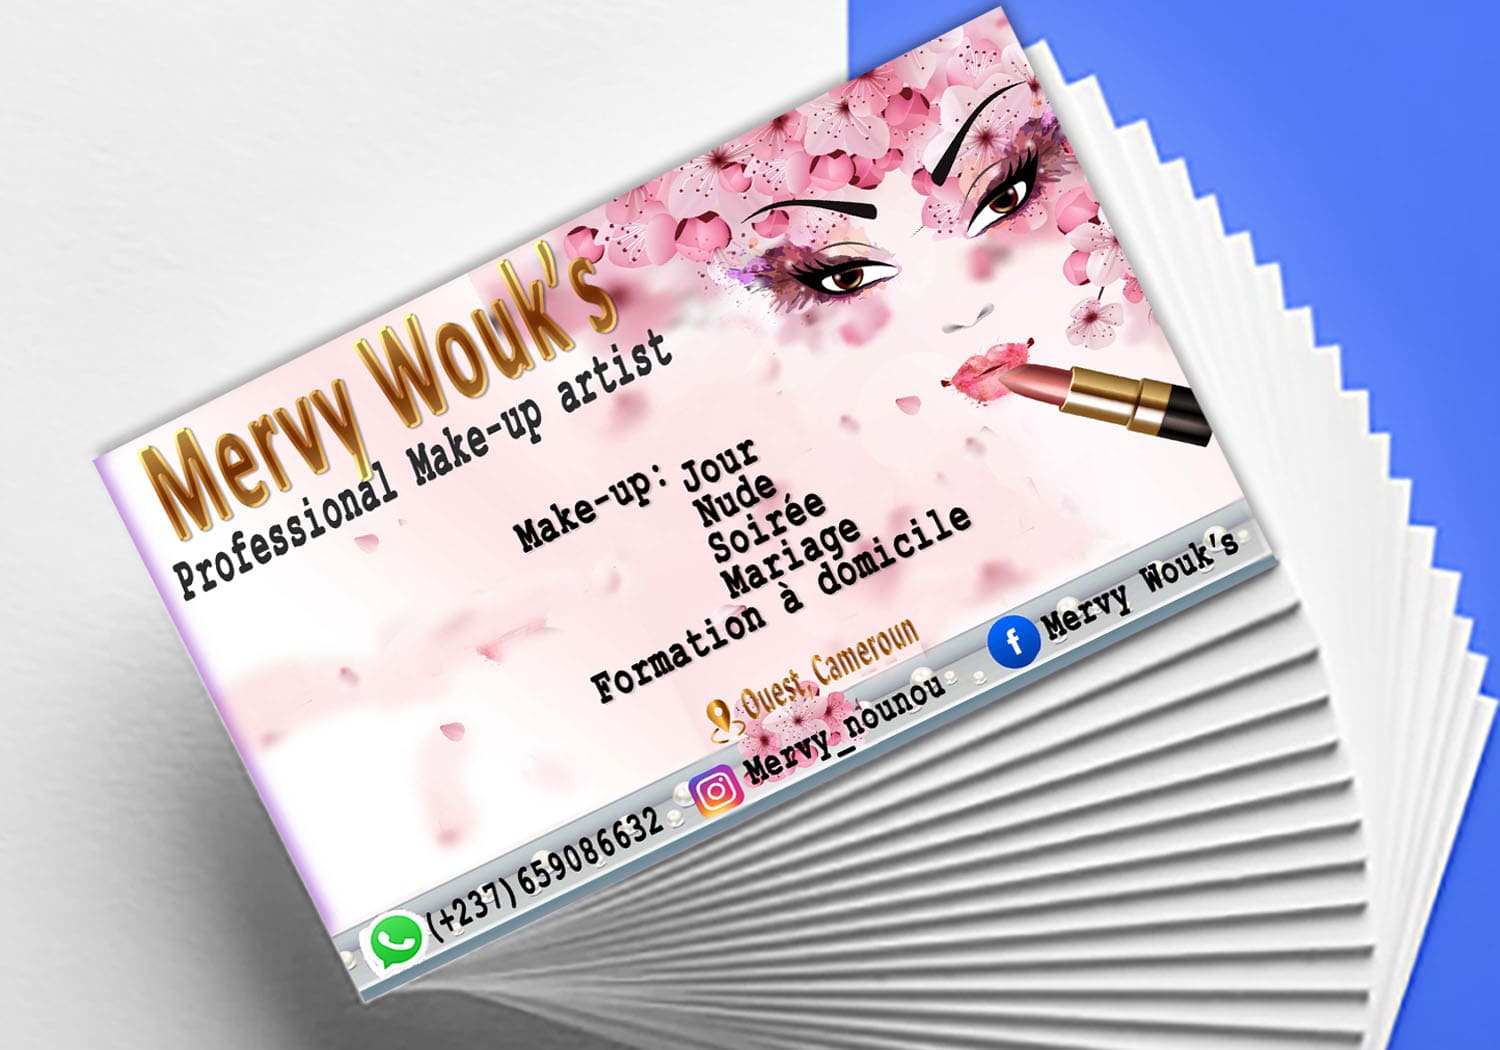 Mervy Wouk's
Professional Make-up artist
Make-up: Jour
Nude
Soirée
Mariage
Formation à domicile
Ouest, Cameroun
(+237) 659086632
Mervy_nounou
Mervy Wouk's